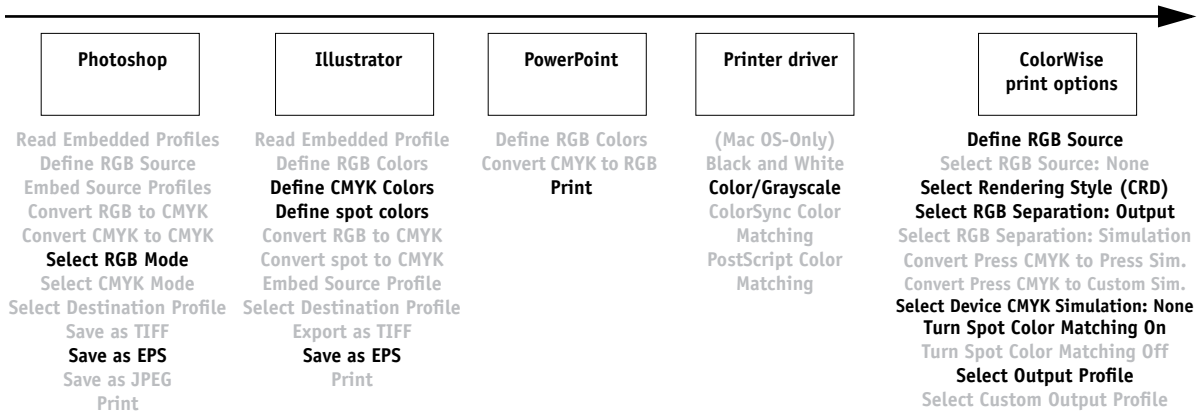 Photoshop
Read Embedded Profiles
Define RGB Source
Embed Source Profiles
Convert RGB to CMYK
Convert CMYK to CMYK
Select RGB Mode
Select CMYK Mode
Select Destination Profile
Save as TIFF
Save as EPS
Save as JPEG
Print
Illustrator
Read Embedded Profile
Define RGB Colors
Define CMYK Colors
Define spot colors
Convert RGB to CMYK
Convert spot to CMYK
Embed Source Profile
Select Destination Profile
Export as TIFF
Save as EPS
Print
PowerPoint
Define RGB Colors
Convert CMYK to RGB
Print
Printer driver
(Mac OS-Only)
Black and White
Color/Grayscale
ColorSync Color
Matching
PostScript Color
Matching
ColorWise
print options
Define RGB Source
Select RGB Source: None
Select Rendering Style (CRD)
Select RGB Separation: Output
Select RGB Separation: Simulation
Convert Press CMYK to Press Sim.
Convert Press CMYK to Custom Sim.
Select Device CMYK Simulation: None
Turn Spot Color Matching On
Turn Spot Color Matching Off
Select Output Profile
Select Custom Output Profile